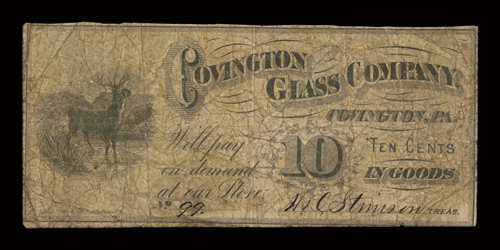 COVINGTON
GLASS COMPANY
COVINGTON, PA.
Will pay
on demand
at our Store
10
TEN CENTS
IN GOODS
No 99.
TREAS.